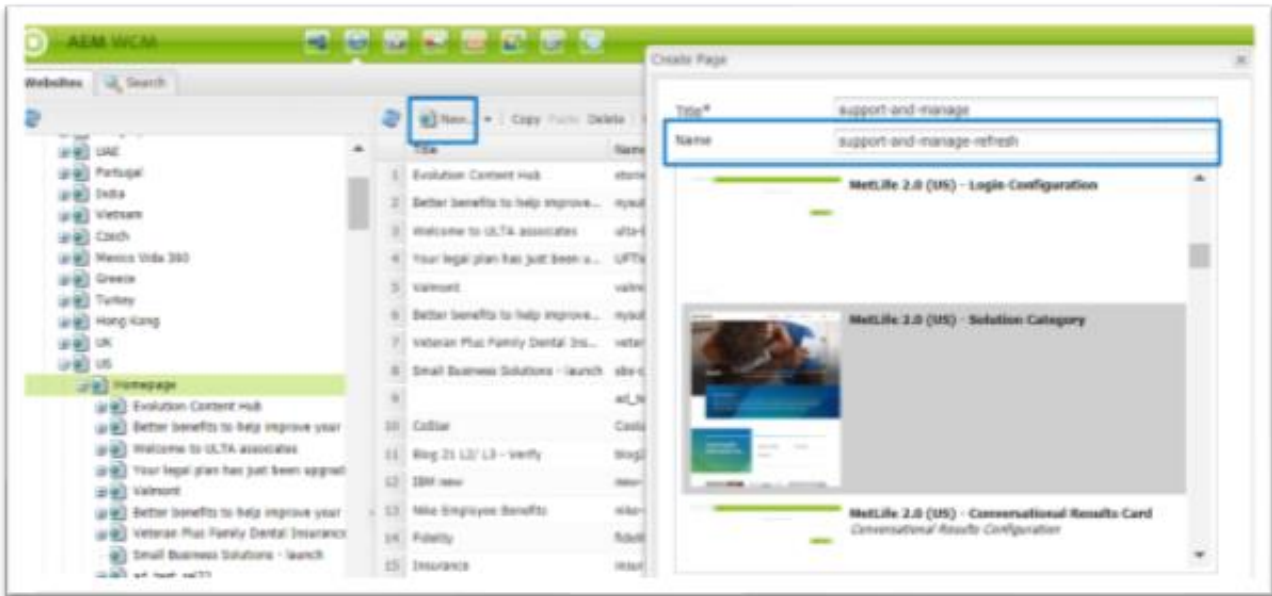 AEM WCM
Websites Search
New... Copy Paste Delete
Title Name
UAE
Portugal
India
Vietnam
Czech
Mexico Vida 360
Greece
Turkey
Hong Kong
UK
US
Homepage
Evolution Content Hub
Better benefits to help improve your
Welcome to ULTA associates
Your legal plan has just been upgrad
Valmont
Better benefits to help improve your
Veteran Plus Family Dental Insurance
Small Business Solutions - launch
1 Evolution Content Hub
2 Better benefits to help improve...
3 Welcome to ULTA associates
4 Your legal plan has just been u...
5 Valmont
6 Better benefits to help improve...
7 Veteran Plus Family Dental Ins...
8 Small Business Solutions - launch
9
10 CoStar
11 Blog 21 L2/ L3 - Verify
12 IBM new
13 Nike Employee Benefits
14 Fidelity
15 Insurance
Create Page
Title* support-and-manage
Name support-and-manage-refresh
MetLife 2.0 (US) - Login Configuration
MetLife 2.0 (US) - Solution Category
MetLife 2.0 (US) - Conversational Results Card
Conversational Results Configuration